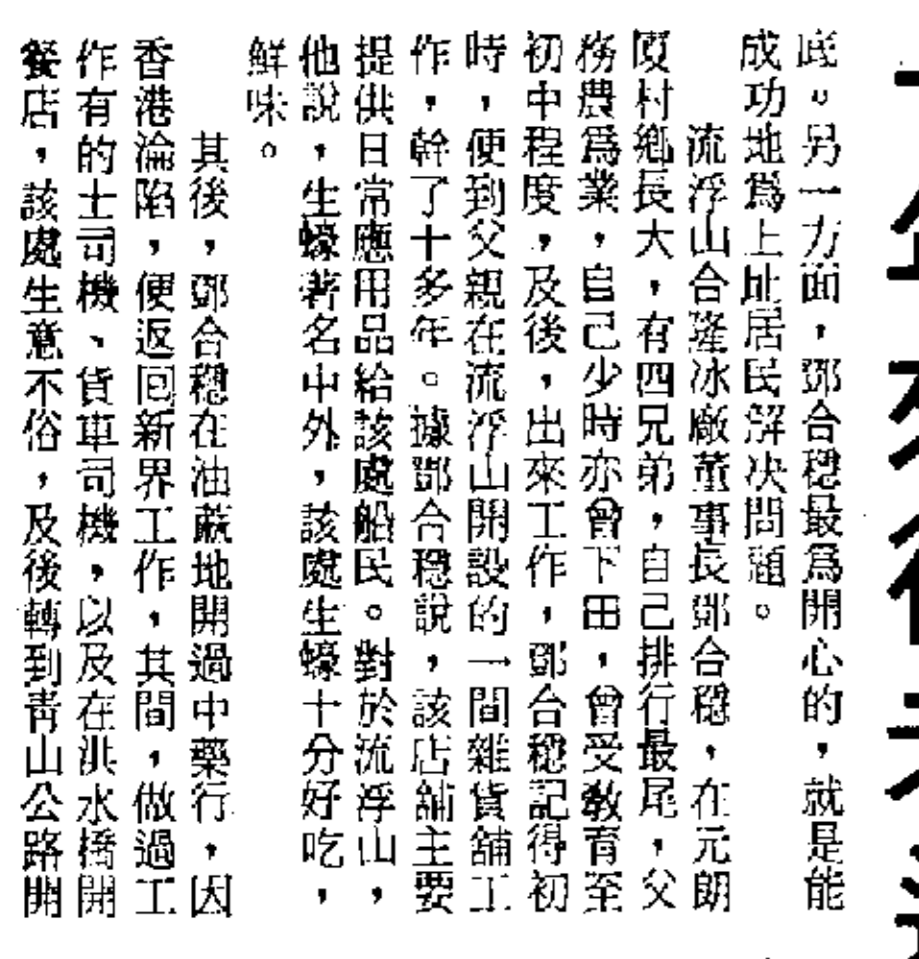 底。另一方面，鄧合穩最爲開心的，就是能
成功地爲上址居民解決問題。
流浮山合隆冰廠董事長鄧合穩，在元朗
厦村鄉長大，有四兄弟，自己排行最尾，父
務農爲業，自己少時亦曾下田，曾受敎育至
初中程度，及後，出來工作，鄧合穩記得初
時，便到父親在流浮山開設的一間雜貨舖工
作，幹了十多年。據鄧合穩說，該店舖主要
提供日常應用品給該處船民。對於流浮山，
他說，生蠔著名中外，該處生蠔十分好吃，
鮮味。
其後，鄧合穩在油蔴地開過中藥行，因
香港淪陷，便返回新界工作，其間，做過工
作有的士司機、貨車司機，以及在洪水橋開
餐店，該處生意不俗，及後轉到靑山公路開